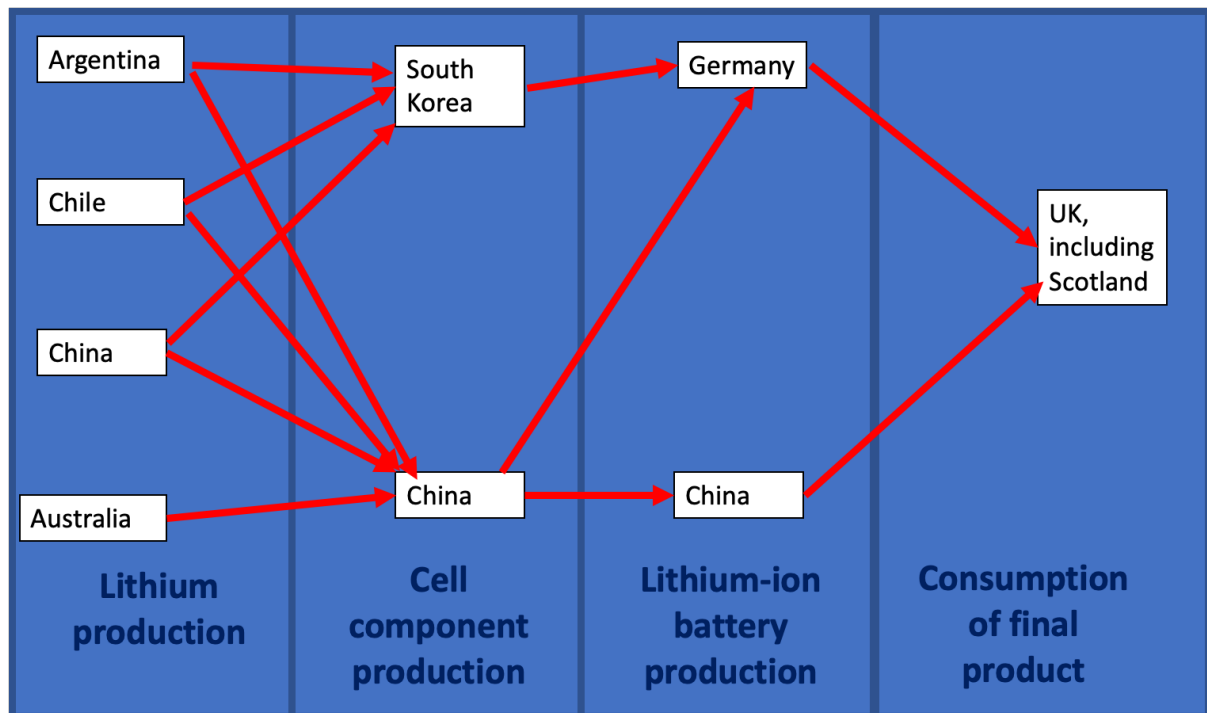 Argentina
South
Korea
Germany
Chile
UK,
including
Scotland
China
China
China
Australia
Lithium
production
Cell
component
production
Lithium-ion
battery
production
Consumption
of final
product